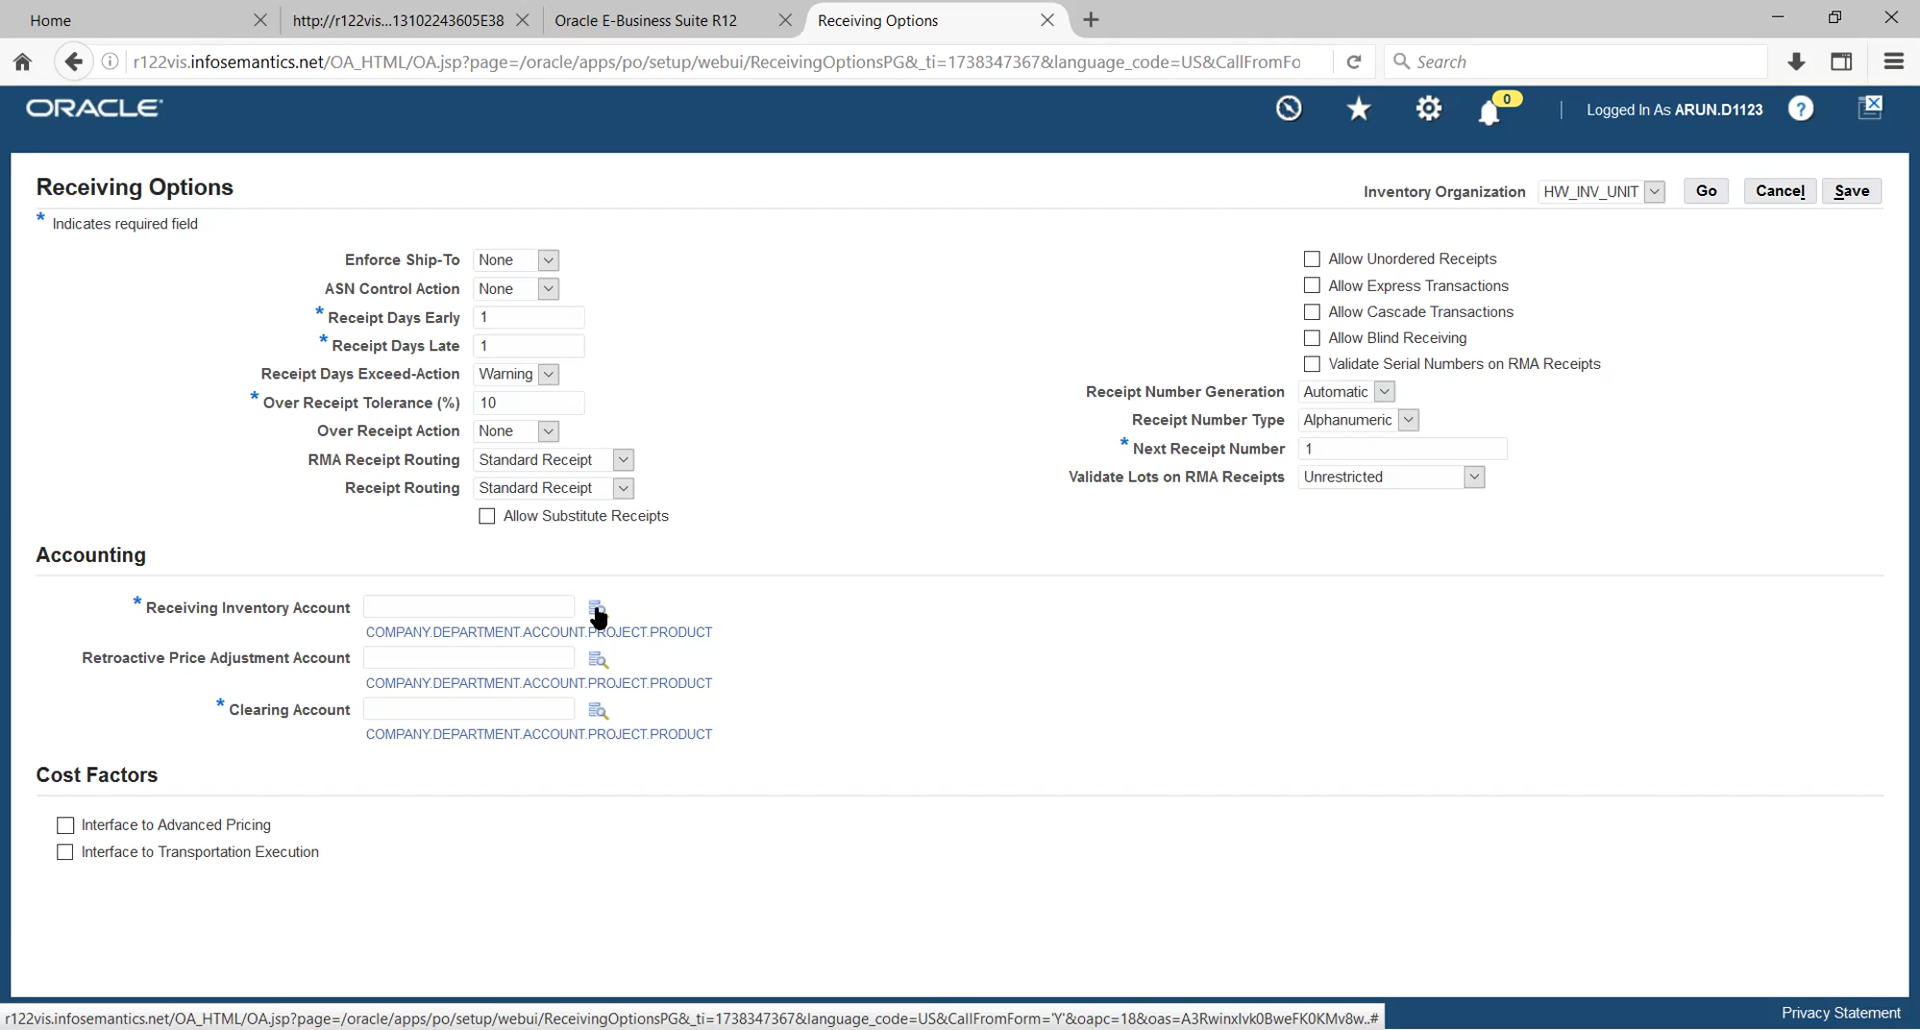 Home
http://r122vis...13102243605E38
Oracle E-Business Suite R12
Receiving Options
r122vis.infosemantics.net/OA_HTML/OA.jsp?page=/oracle/apps/po/setup/webui/ReceivingOptionsPG&_ti=1738347367&language_code=US&CallFromFo
Search
ORACLE
0
Logged In As ARUN.D1123
Receiving Options
Inventory Organization HW_INV_UNIT Go Cancel Save
* Indicates required field
Enforce Ship-To None
ASN Control Action None
* Receipt Days Early 1
* Receipt Days Late 1
Receipt Days Exceed-Action Warning
* Over Receipt Tolerance (%) 10
Over Receipt Action None
RMA Receipt Routing Standard Receipt
Receipt Routing Standard Receipt
Allow Substitute Receipts
Allow Unordered Receipts
Allow Express Transactions
Allow Cascade Transactions
Allow Blind Receiving
Validate Serial Numbers on RMA Receipts
Receipt Number Generation Automatic
Receipt Number Type Alphanumeric
* Next Receipt Number 1
Validate Lots on RMA Receipts Unrestricted
Accounting
* Receiving Inventory Account
COMPANY.DEPARTMENT.ACCOUNT.PROJECT.PRODUCT
Retroactive Price Adjustment Account
COMPANY.DEPARTMENT.ACCOUNT.PROJECT.PRODUCT
* Clearing Account
COMPANY.DEPARTMENT.ACCOUNT.PROJECT.PRODUCT
Cost Factors
Interface to Advanced Pricing
Interface to Transportation Execution
r122vis.infosemantics.net/OA_HTML/OA.jsp?page=/oracle/apps/po/setup/webui/ReceivingOptionsPG&_ti=1738347367&language_code=US&CallFromForm='Y'&oapc=18&oas=A3Rwinxlvk0BweFK0KMv8w..#
Privacy Statement